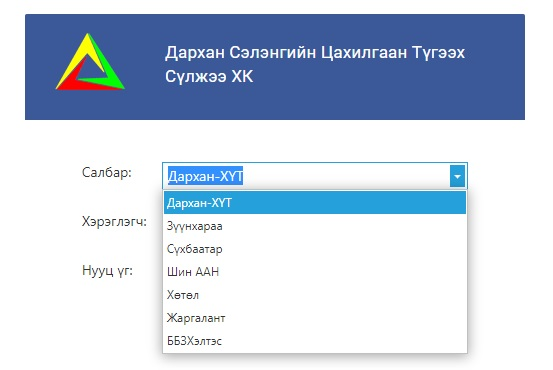 Дархан Сэлэнгийн Цахилгаан Түгээх
Сүлжээ ХК
Салбар:
Дархан-ХҮТ
Дархан-ХҮТ
Хэрэглэгч:
Зүүнхараа
Сүхбаатар
Нууц үг:
Шин ААН
Хөтөл
Жаргалант
ББЗХэлтэс